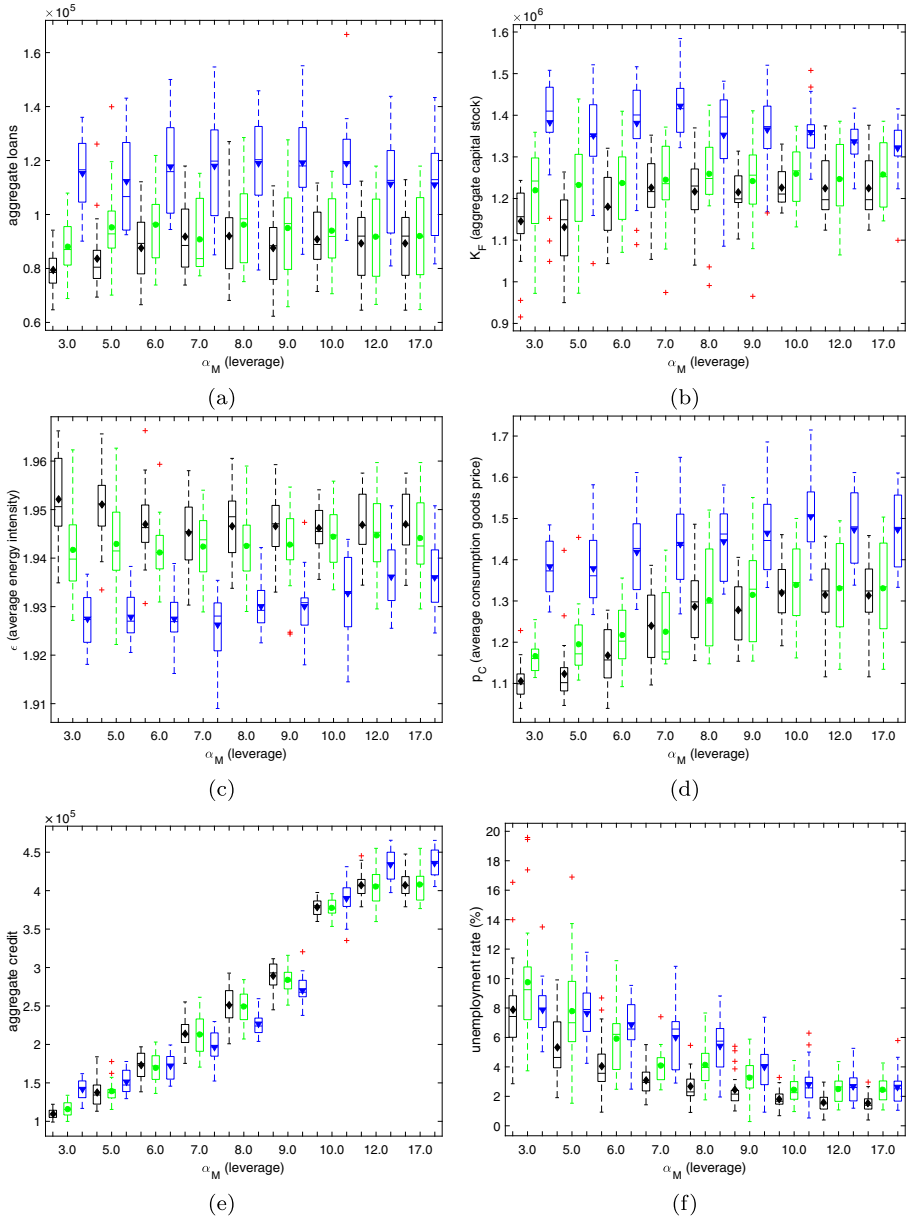 ×10⁵
aggregate loans
1.6
1.4
1.2
1
0.8
0.6
3.0 5.0 6.0 7.0 8.0 9.0 10.0 12.0 17.0
α_M (leverage)
(a)
×10⁶
K_F (aggregate capital stock)
1.6
1.5
1.4
1.3
1.2
1.1
1
0.9
3.0 5.0 6.0 7.0 8.0 9.0 10.0 12.0 17.0
α_M (leverage)
(b)
ϵ (average energy intensity)
1.96
1.95
1.94
1.93
1.92
1.91
3.0 5.0 6.0 7.0 8.0 9.0 10.0 12.0 17.0
α_M (leverage)
(c)
p_C (average consumption goods price)
1.7
1.6
1.5
1.4
1.3
1.2
1.1
3.0 5.0 6.0 7.0 8.0 9.0 10.0 12.0 17.0
α_M (leverage)
(d)
×10⁵
aggregate credit
4.5
4
3.5
3
2.5
2
1.5
1
3.0 5.0 6.0 7.0 8.0 9.0 10.0 12.0 17.0
α_M (leverage)
(e)
unemployment rate (%)
20
18
16
14
12
10
8
6
4
2
0
3.0 5.0 6.0 7.0 8.0 9.0 10.0 12.0 17.0
α_M (leverage)
(f)